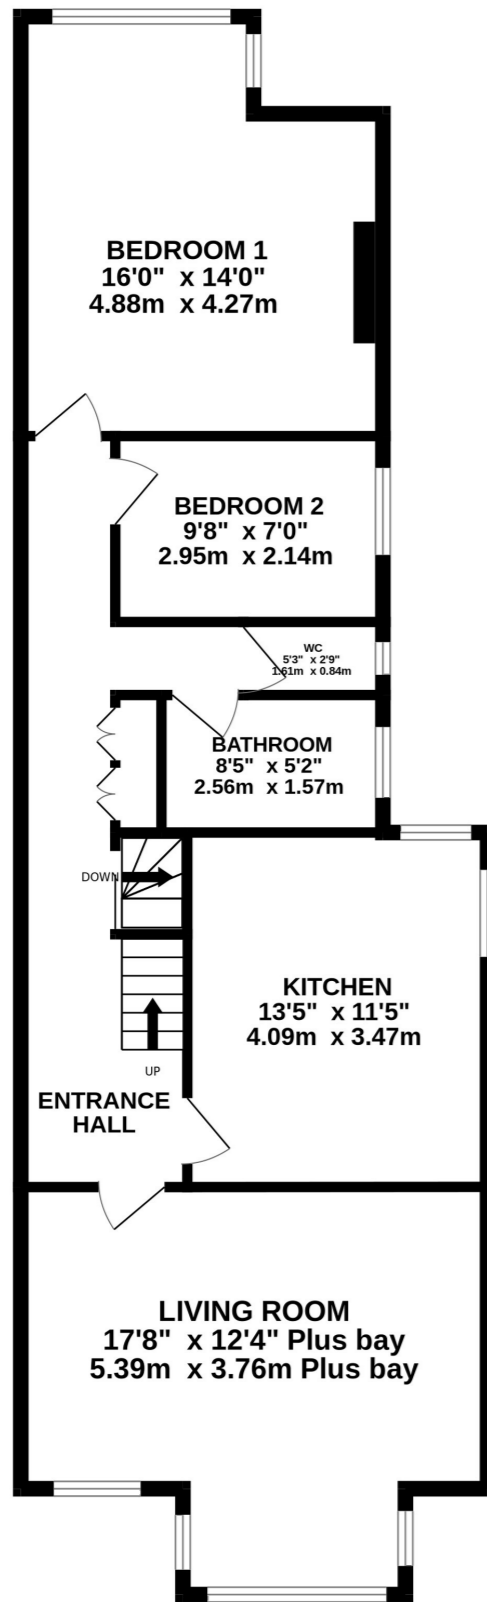 BEDROOM 1
16'0" x 14'0"
4.88m x 4.27m
BEDROOM 2
9'8" x 7'0"
2.95m x 2.14m
WC
5'3" x 2'9"
1.61m x 0.84m
BATHROOM
8'5" x 5'2"
2.56m x 1.57m
DOWN
KITCHEN
13'5" x 11'5"
4.09m x 3.47m
UP
ENTRANCE
HALL
LIVING ROOM
17'8" x 12'4" Plus bay
5.39m x 3.76m Plus bay